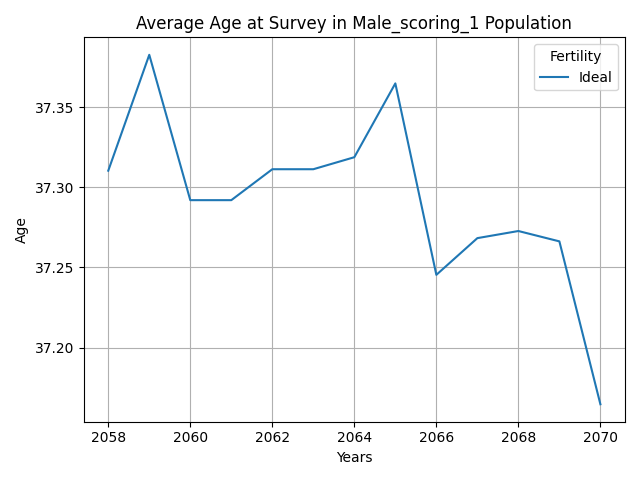 Average Age at Survey in Male_scoring_1 Population
Fertility
Ideal
37.35
37.30
37.25
37.20
Age
2058 2060 2062 2064 2066 2068 2070
Years